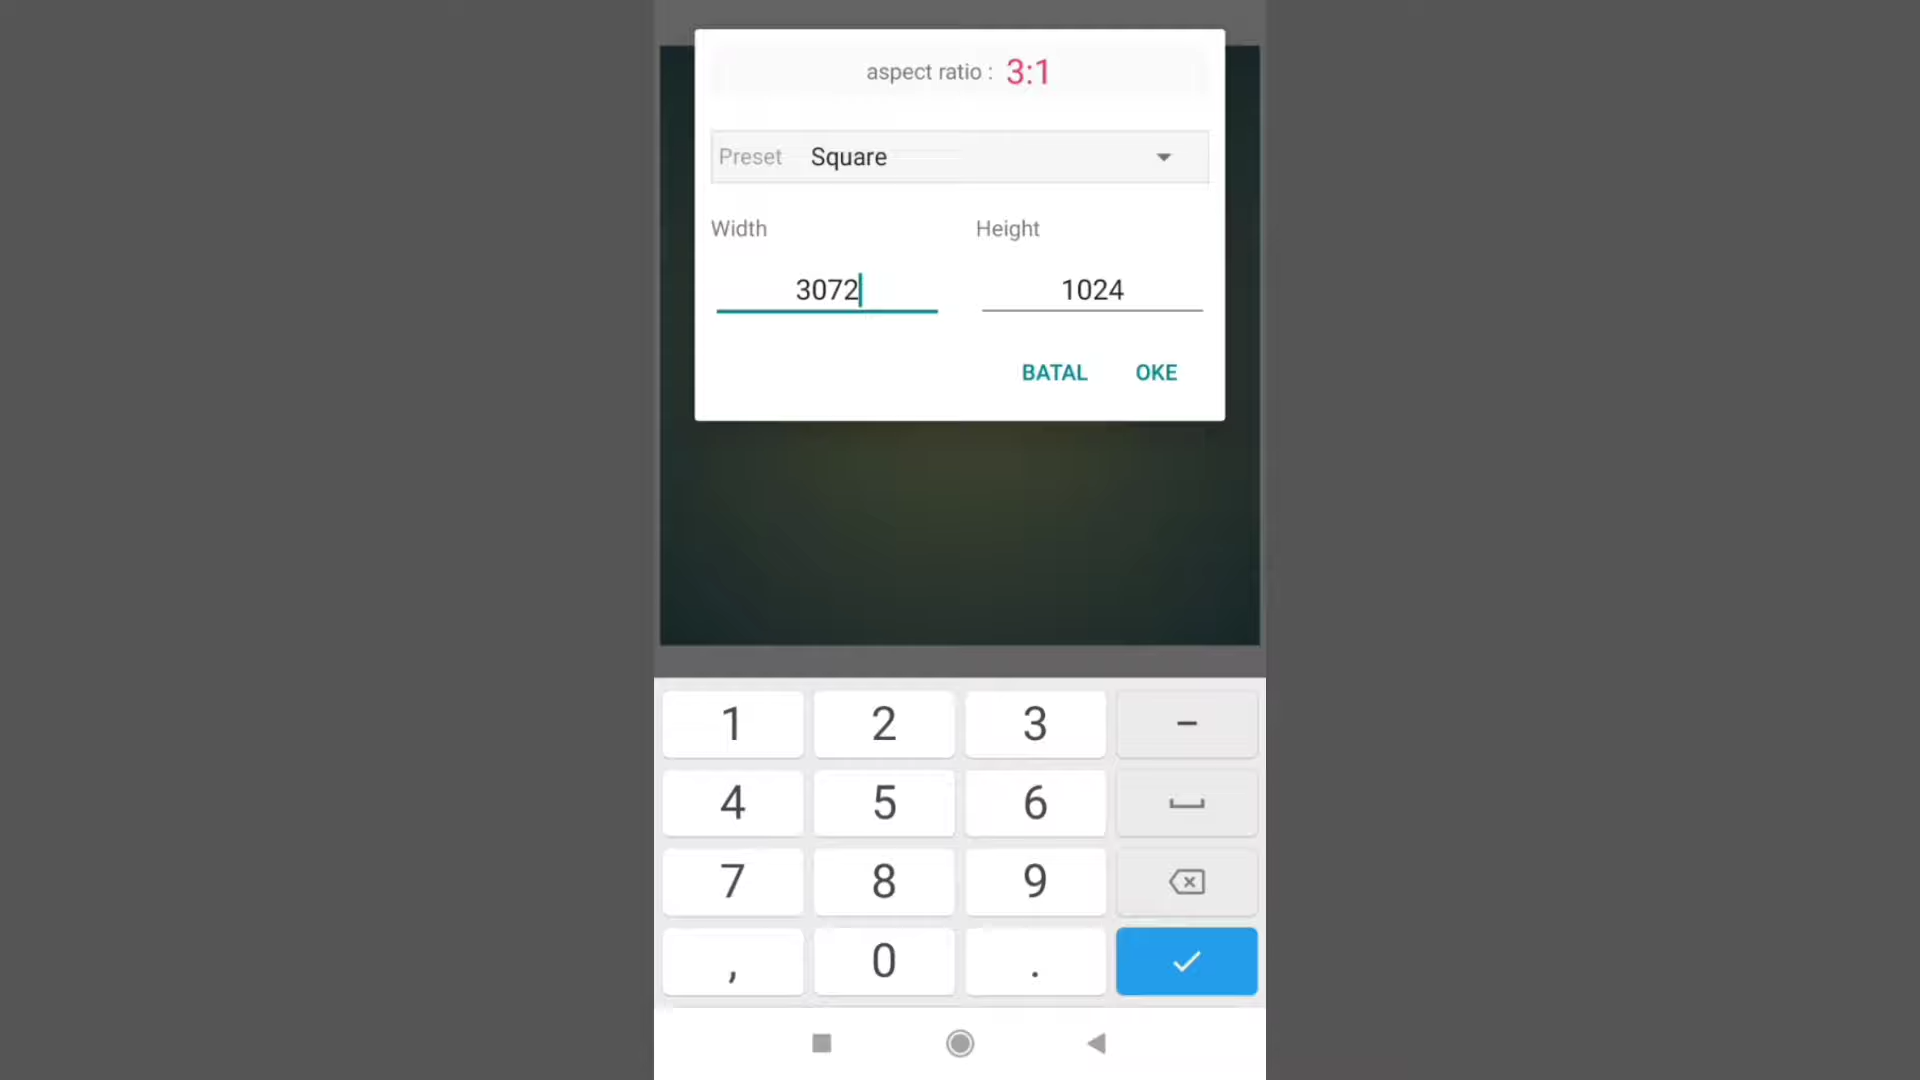 aspect ratio : 3:1
Preset Square
Width Height
3072 1024
BATAL OKE
1 2 3 –
4 5 6
7 8 9
, 0 .